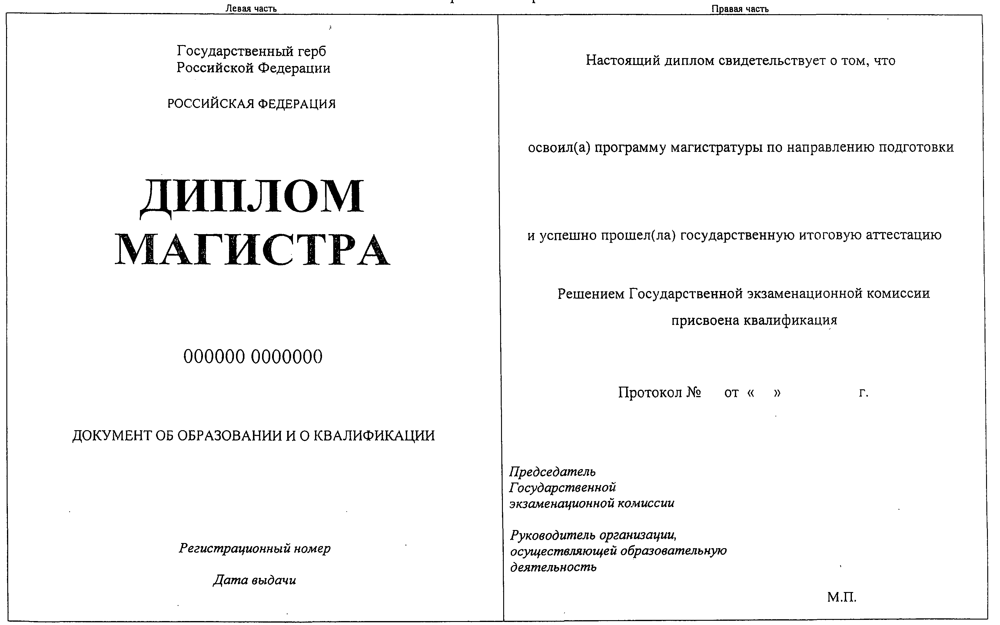 Левая часть
Правая часть
Государственный герб
Российской Федерации
РОССИЙСКАЯ ФЕДЕРАЦИЯ
ДИПЛОМ
МАГИСТРА
000000 0000000
ДОКУМЕНТ ОБ ОБРАЗОВАНИИ И О КВАЛИФИКАЦИИ
Регистрационный номер
Дата выдачи
Настоящий диплом свидетельствует о том, что
освоил(а) программу магистратуры по направлению подготовки
и успешно прошел(ла) государственную итоговую аттестацию
Решением Государственной экзаменационной комиссии
присвоена квалификация
Протокол № от « » г.
Председатель
Государственной
экзаменационной комиссии
Руководитель организации,
осуществляющей образовательную
деятельность
М.П.